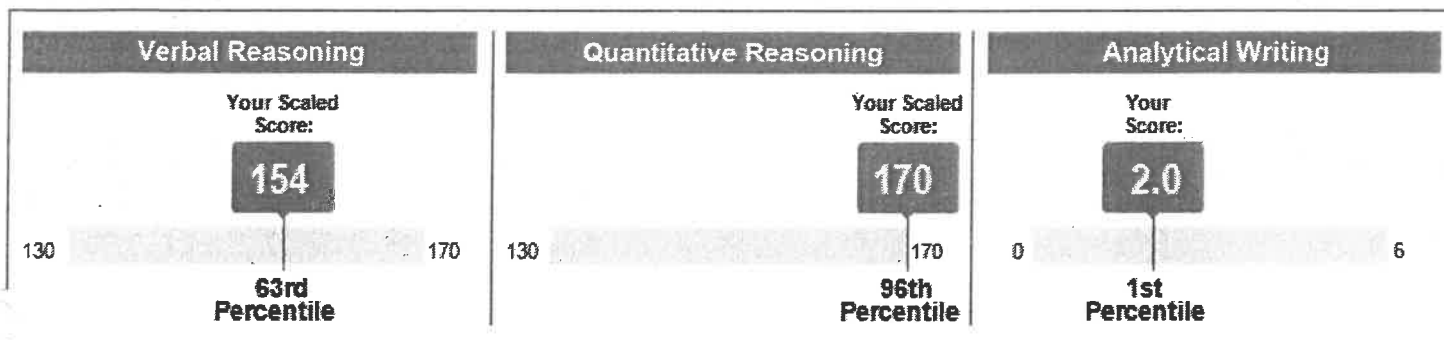 Verbal Reasoning
Your Scaled
Score:
154
130
170
63rd
Percentile
Quantitative Reasoning
Your Scaled
Score:
170
130
170
96th
Percentile
Analytical Writing
Your
Score:
2.0
0
6
1st
Percentile